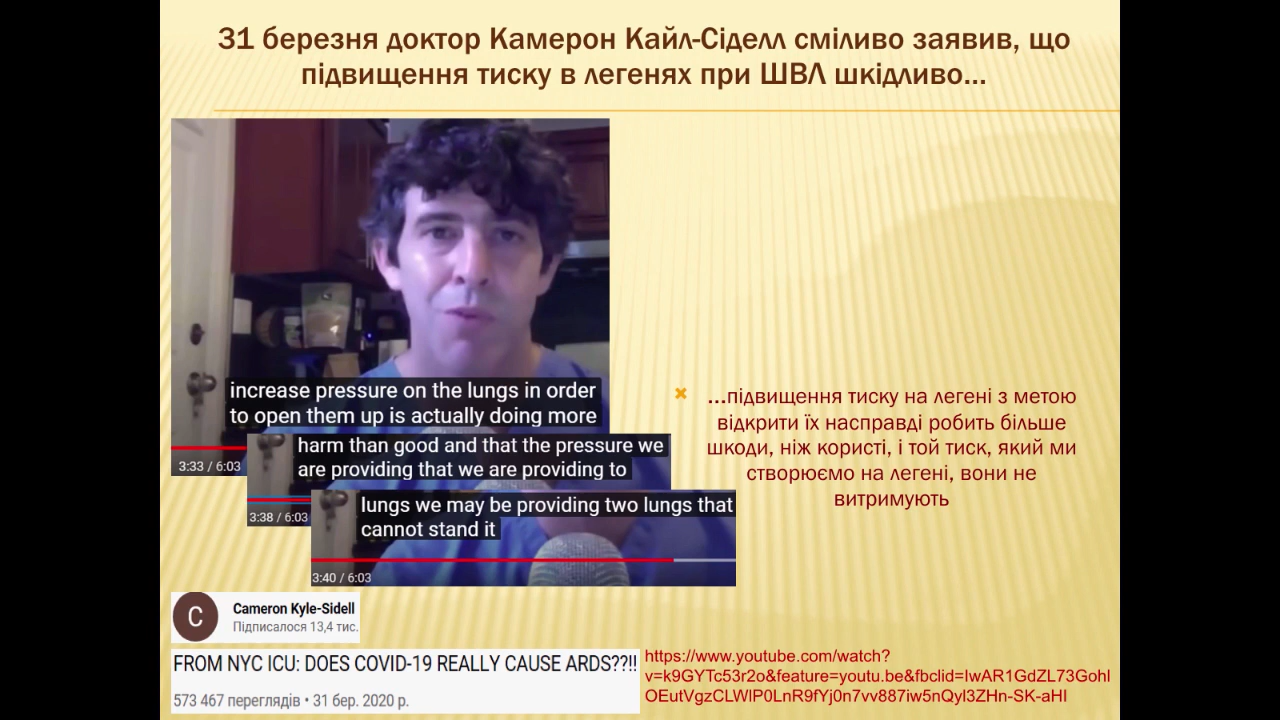 31 березня доктор Камерон Кайл-Сіделл сміливо заявив, що
підвищення тиску в легенях при ШВЛ шкідливо...
increase pressure on the lungs in order
to open them up is actually doing more
3:33 / 6:03
harm than good and that the pressure we
are providing that we are providing to
3:38 / 6:03
lungs we may be providing two lungs that
cannot stand it
3:40 / 6:03
...підвищення тиску на легені з метою
відкрити їх насправді робить більше
шкоди, ніж користі, і той тиск, який ми
створюємо на легені, вони не
витримують
C
Cameron Kyle-Sidell
Підписалося 13,4 тис.
FROM NYC ICU: DOES COVID-19 REALLY CAUSE ARDS??!!
573 467 переглядів • 31 бер. 2020 р.
https://www.youtube.com/watch?
v=k9GYTc53r2o&feature=youtu.be&fbclid=IwAR1GdZL73GohI
OEutVgzCLWlP0LnR9fYj0n7vv887iw5nQyl3ZHn-SK-aHI